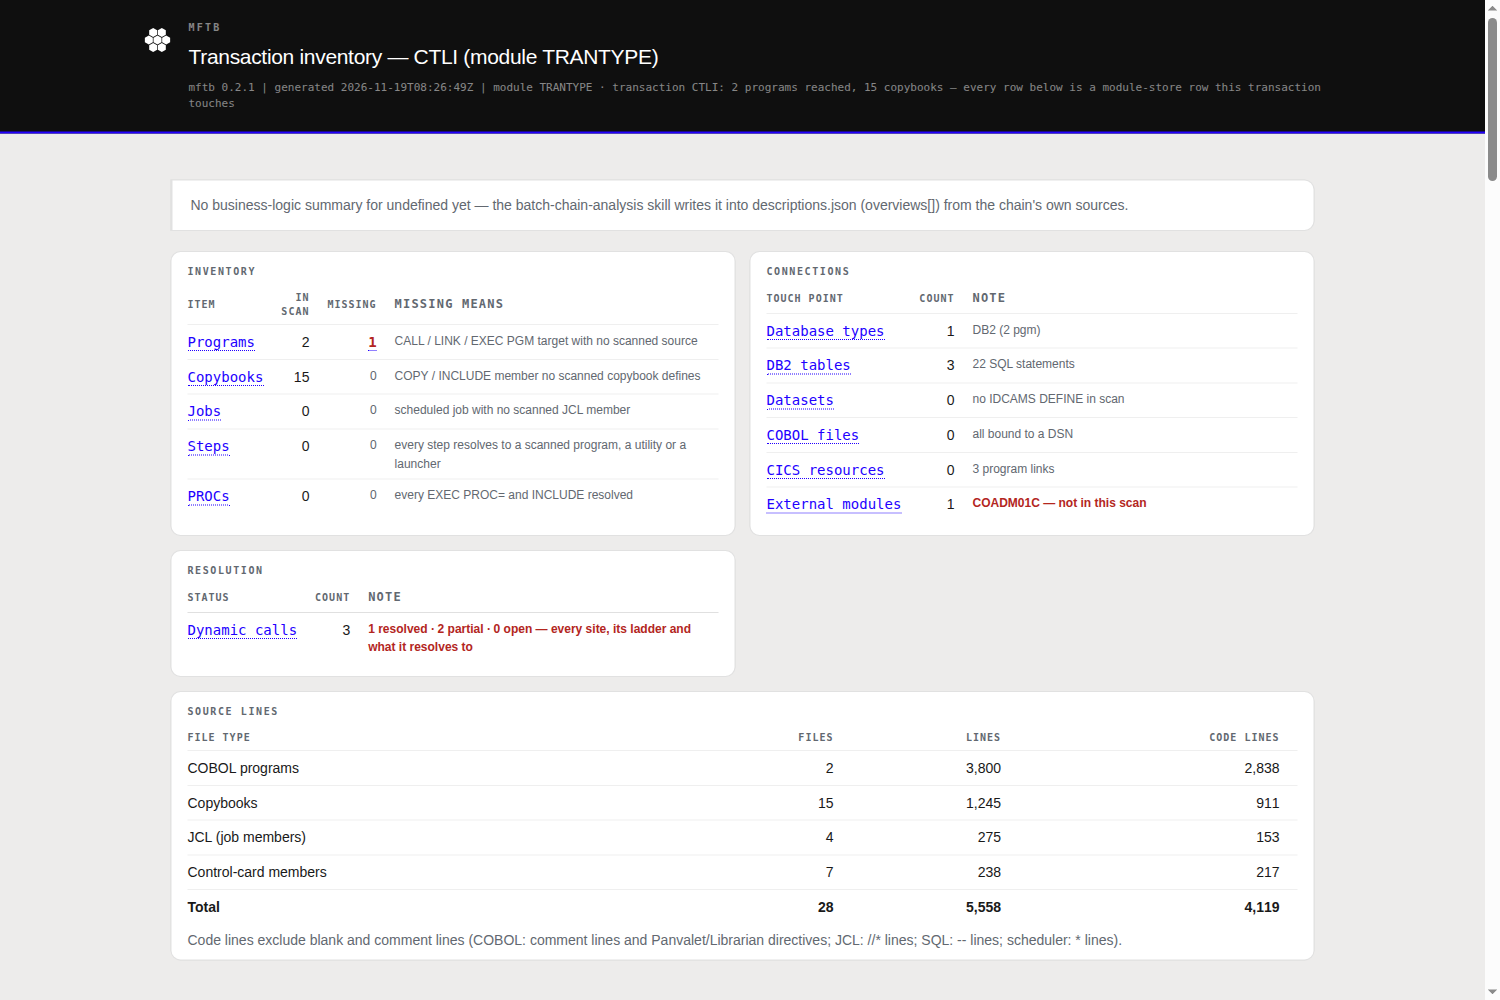 MFTB
Transaction inventory — CTLI (module TRANTYPE)
mftb 0.2.1 | generated 2026-11-19T08:26:49Z | module TRANTYPE · transaction CTLI: 2 programs reached, 15 copybooks — every row below is a module-store row this transaction
touches
No business-logic summary for undefined yet — the batch-chain-analysis skill writes it into descriptions.json (overviews[]) from the chain's own sources.
INVENTORY
ITEM IN SCAN MISSING MISSING MEANS
Programs 2 1 CALL / LINK / EXEC PGM target with no scanned source
Copybooks 15 0 COPY / INCLUDE member no scanned copybook defines
Jobs 0 0 scheduled job with no scanned JCL member
Steps 0 0 every step resolves to a scanned program, a utility or a
launcher
PROCs 0 0 every EXEC PROC= and INCLUDE resolved
CONNECTIONS
TOUCH POINT COUNT NOTE
Database types 1 DB2 (2 pgm)
DB2 tables 3 22 SQL statements
Datasets 0 no IDCAMS DEFINE in scan
COBOL files 0 all bound to a DSN
CICS resources 0 3 program links
External modules 1 COADM01C — not in this scan
RESOLUTION
STATUS COUNT NOTE
Dynamic calls 3 1 resolved · 2 partial · 0 open — every site, its ladder and
what it resolves to
SOURCE LINES
FILE TYPE FILES LINES CODE LINES
COBOL programs 2 3,800 2,838
Copybooks 15 1,245 911
JCL (job members) 4 275 153
Control-card members 7 238 217
Total 28 5,558 4,119
Code lines exclude blank and comment lines (COBOL: comment lines and Panvalet/Librarian directives; JCL: //* lines; SQL: -- lines; scheduler: * lines).